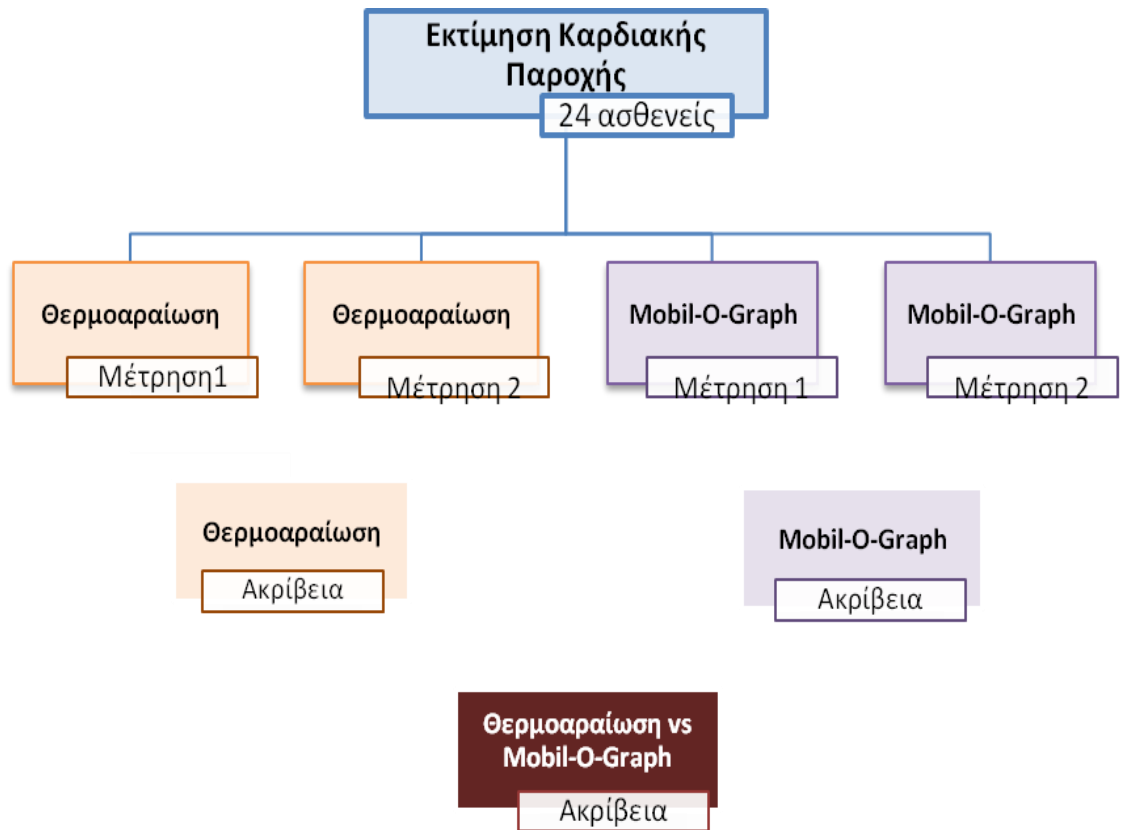 Εκτίμηση Καρδιακής
Παροχής
24 ασθενείς
Θερμοαραίωση
Μέτρηση1
Θερμοαραίωση
Μέτρηση 2
Mobil-O-Graph
Μέτρηση 1
Mobil-O-Graph
Μέτρηση 2
Θερμοαραίωση
Ακρίβεια
Mobil-O-Graph
Ακρίβεια
Θερμοαραίωση vs
Mobil-O-Graph
Ακρίβεια